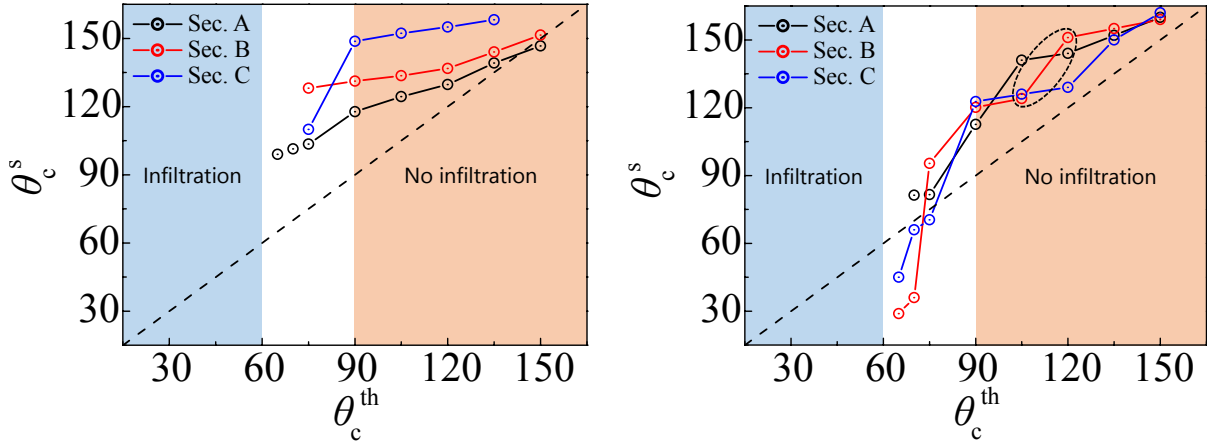 150
120
90
60
30
θ_c^s
Sec. A
Sec. B
Sec. C
Infiltration
No infiltration
30 60 90 120 150
θ_c^th
150
120
90
60
30
θ_c^s
Sec. A
Sec. B
Sec. C
Infiltration
No infiltration
30 60 90 120 150
θ_c^th